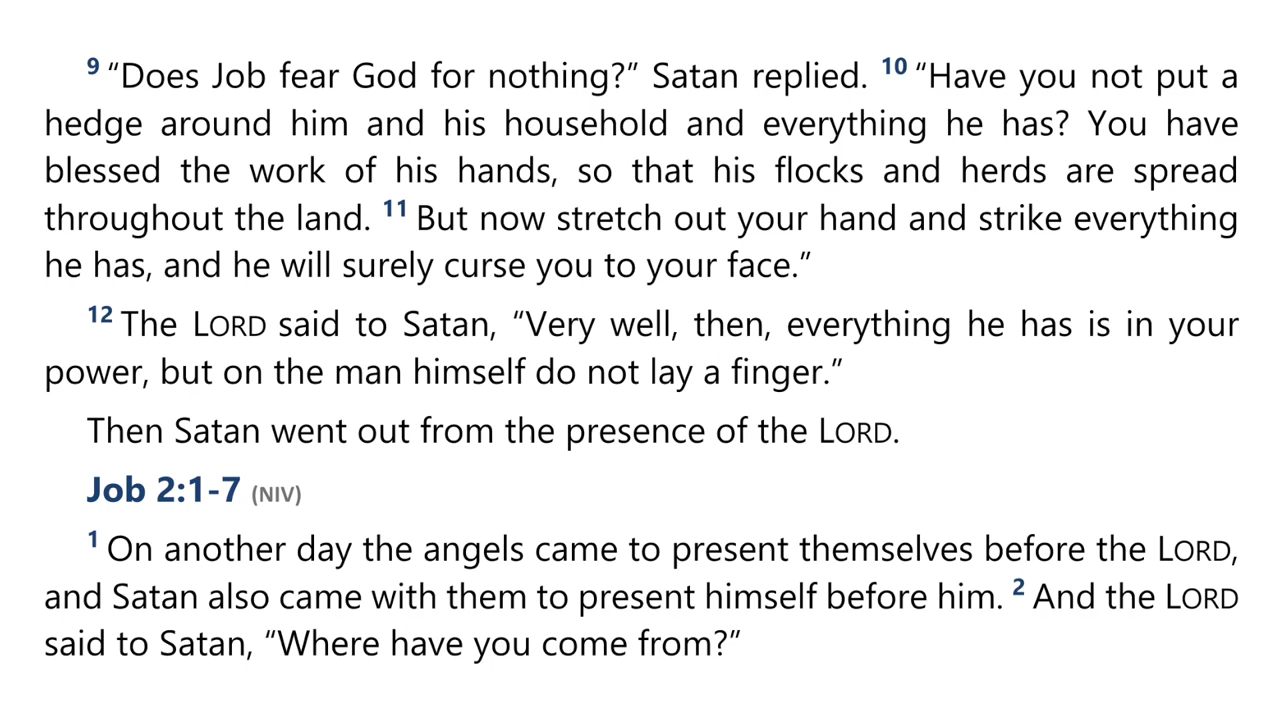 9 “Does Job fear God for nothing?” Satan replied. 10 “Have you not put a
hedge around him and his household and everything he has? You have
blessed the work of his hands, so that his flocks and herds are spread
throughout the land. 11 But now stretch out your hand and strike everything
he has, and he will surely curse you to your face.”
12 The LORD said to Satan, “Very well, then, everything he has is in your
power, but on the man himself do not lay a finger.”
Then Satan went out from the presence of the LORD.
Job 2:1-7 (NIV)
1 On another day the angels came to present themselves before the LORD,
and Satan also came with them to present himself before him. 2 And the LORD
said to Satan, “Where have you come from?”